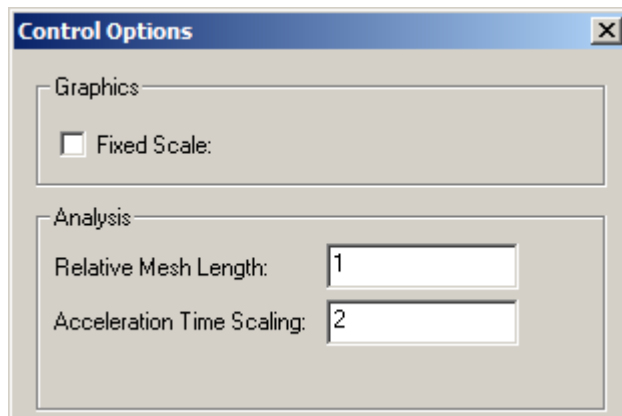 Control Options
Graphics
Fixed Scale:
Analysis
Relative Mesh Length: 1
Acceleration Time Scaling: 2